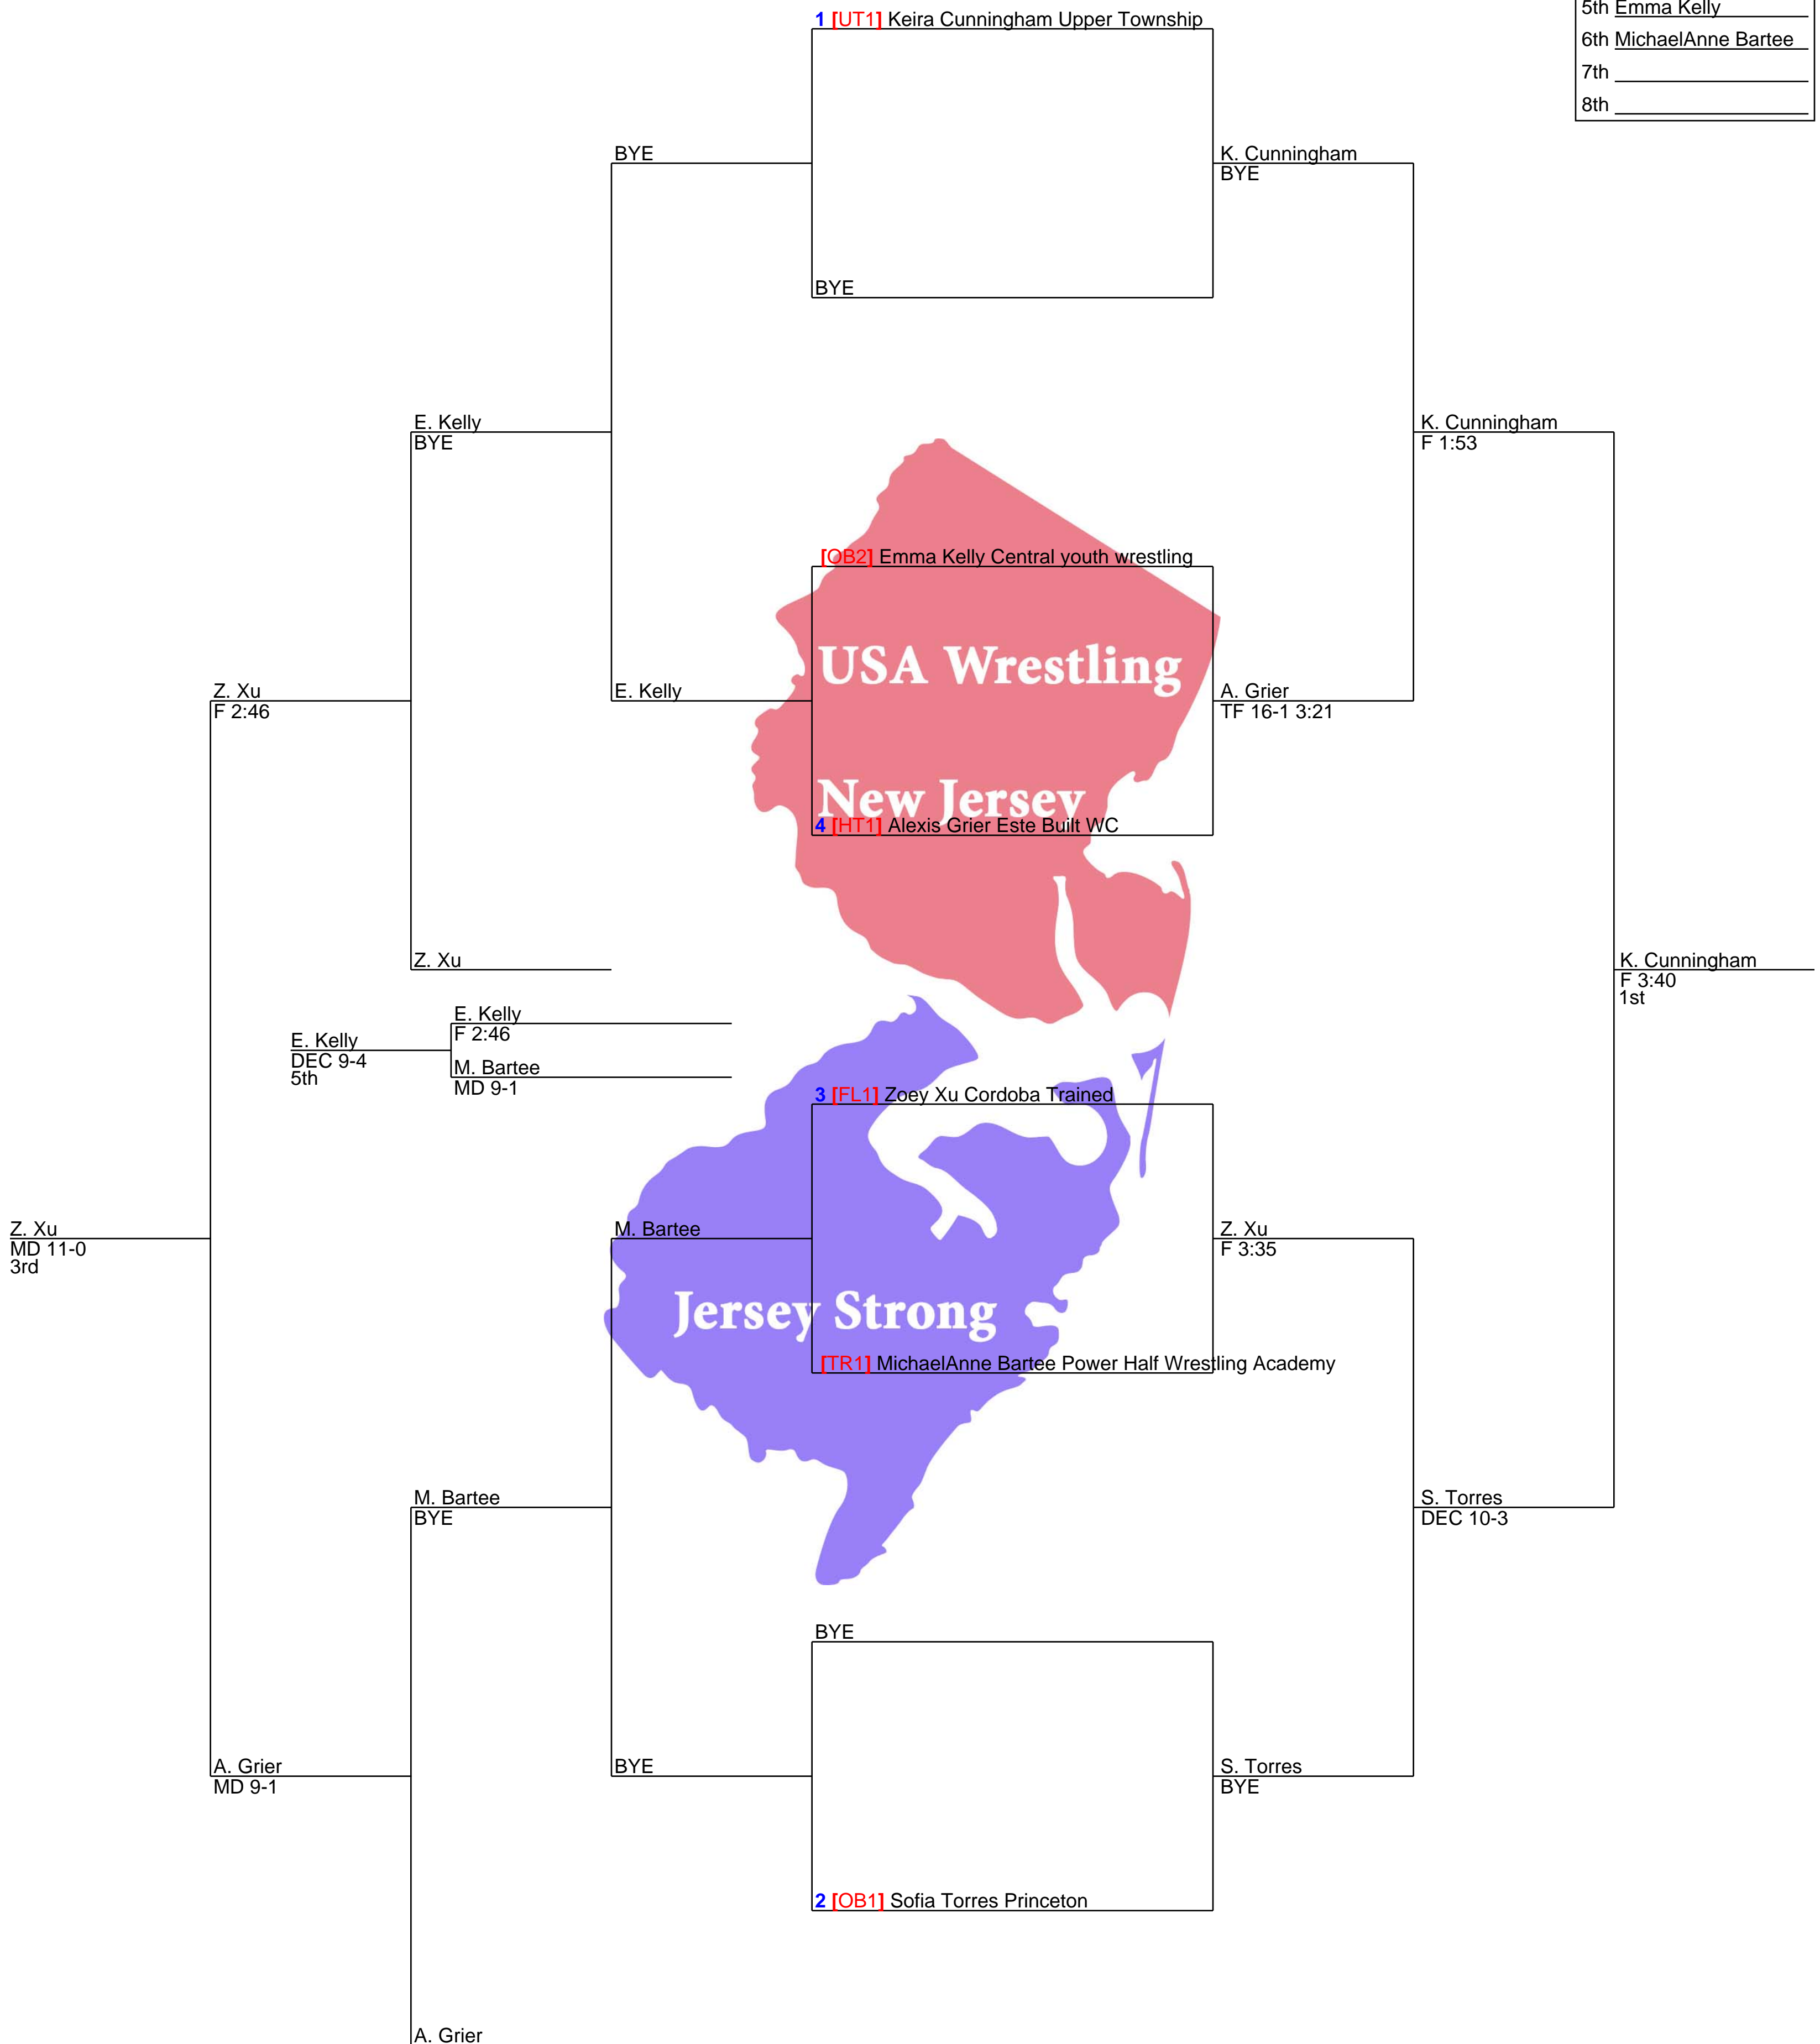 5th Emma Kelly
1 [UT1] Keira Cunningham Upper Township
6th MichaelAnne Bartee
7th
8th
BYE
K. Cunningham
BYE
BYE
E. Kelly
BYE
K. Cunningham
F 1:53
[OB2] Emma Kelly Central youth wrestling
USA Wrestling
Z. Xu
F 2:46
E. Kelly
A. Grier
TF 16-1 3:21
New Jersey
4 [HT1] Alexis Grier Este Built WC
Z. Xu
K. Cunningham
F 3:40
1st
E. Kelly
F 2:46
E. Kelly
DEC 9-4
5th
M. Bartee
MD 9-1
3 [FL1] Zoey Xu Cordoba Trained
Z. Xu
MD 11-0
3rd
M. Bartee
Z. Xu
F 3:35
Jersey Strong
[TR1] MichaelAnne Bartee Power Half Wrestling Academy
M. Bartee
BYE
S. Torres
DEC 10-3
BYE
A. Grier
MD 9-1
BYE
S. Torres
BYE
2 [OB1] Sofia Torres Princeton
A. Grier